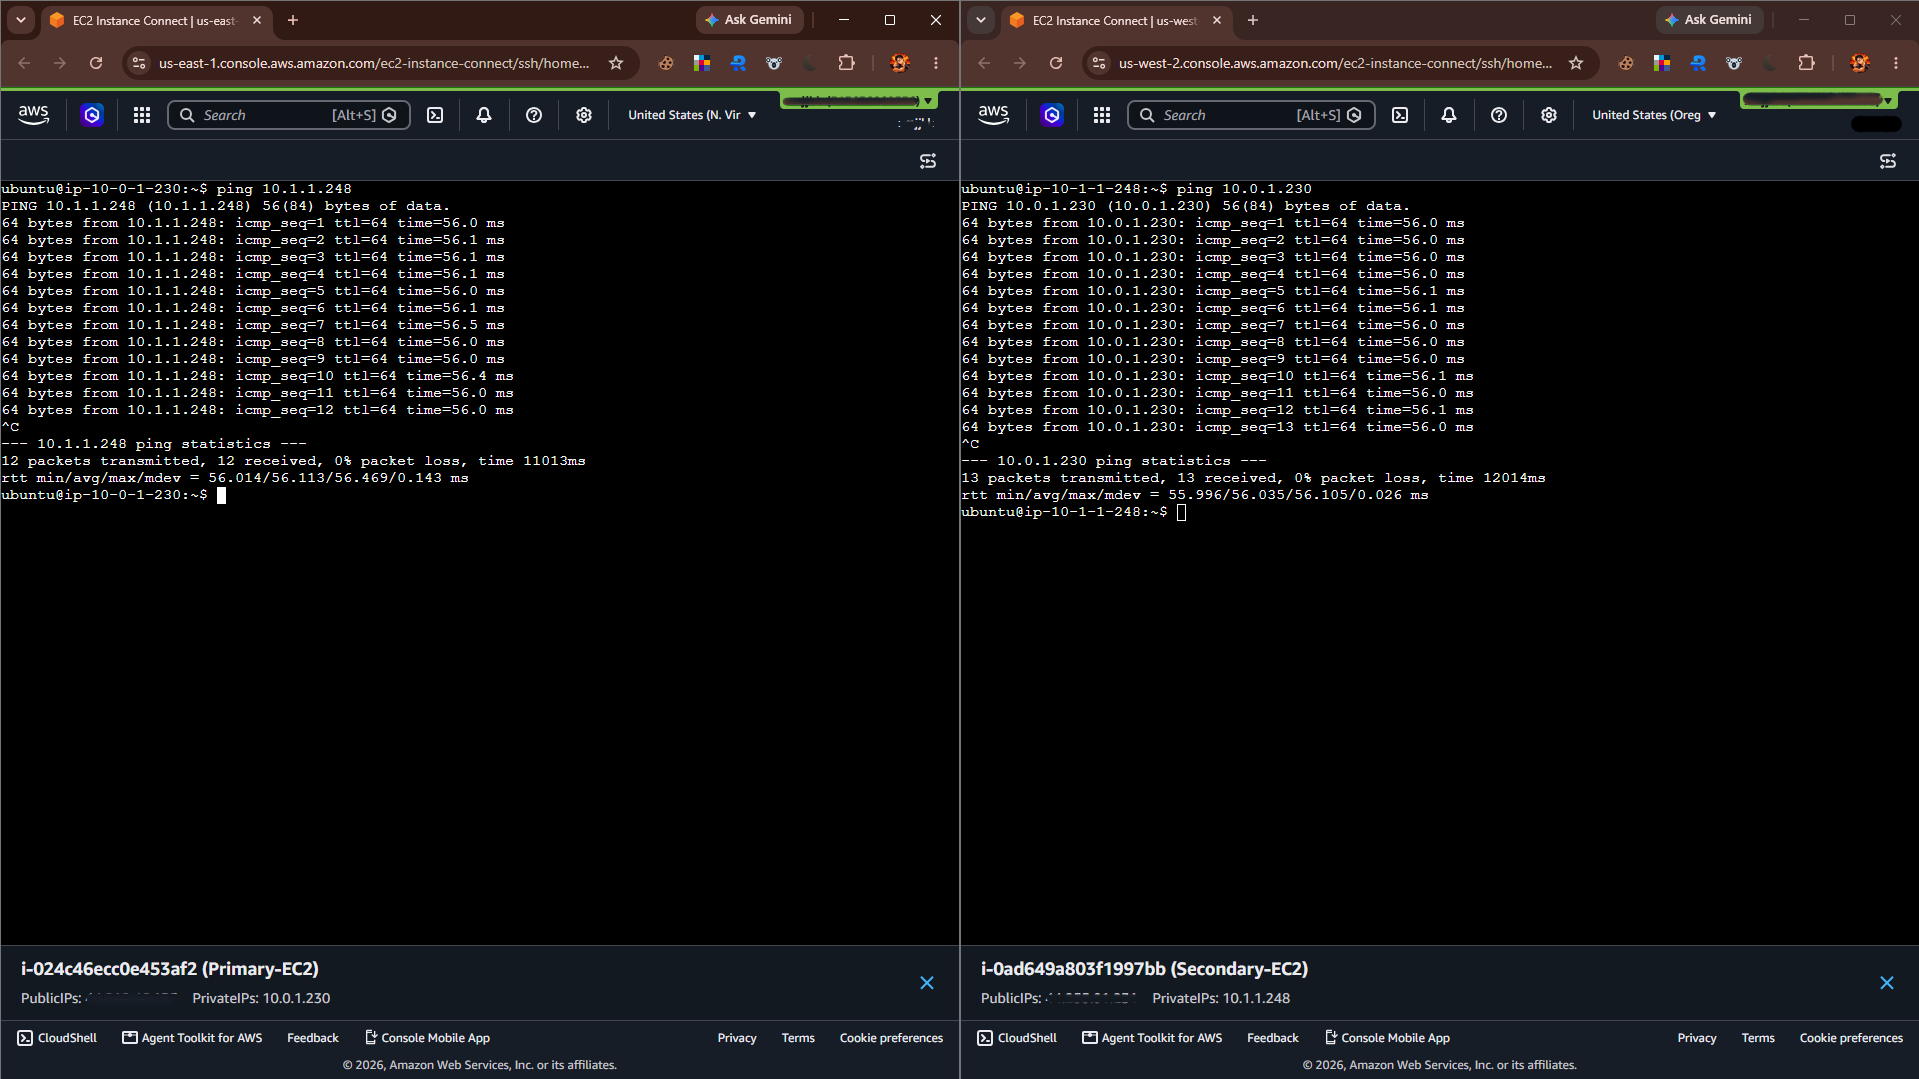 EC2 Instance Connect | us-east-
Ask Gemini
us-east-1.console.aws.amazon.com/ec2-instance-connect/ssh/home...
aws
Search
[Alt+S]
United States (N. Vir
ubuntu@ip-10-0-1-230:~$ ping 10.1.1.248
PING 10.1.1.248 (10.1.1.248) 56(84) bytes of data.
64 bytes from 10.1.1.248: icmp_seq=1 ttl=64 time=56.0 ms
64 bytes from 10.1.1.248: icmp_seq=2 ttl=64 time=56.1 ms
64 bytes from 10.1.1.248: icmp_seq=3 ttl=64 time=56.1 ms
64 bytes from 10.1.1.248: icmp_seq=4 ttl=64 time=56.1 ms
64 bytes from 10.1.1.248: icmp_seq=5 ttl=64 time=56.0 ms
64 bytes from 10.1.1.248: icmp_seq=6 ttl=64 time=56.1 ms
64 bytes from 10.1.1.248: icmp_seq=7 ttl=64 time=56.5 ms
64 bytes from 10.1.1.248: icmp_seq=8 ttl=64 time=56.0 ms
64 bytes from 10.1.1.248: icmp_seq=9 ttl=64 time=56.0 ms
64 bytes from 10.1.1.248: icmp_seq=10 ttl=64 time=56.4 ms
64 bytes from 10.1.1.248: icmp_seq=11 ttl=64 time=56.0 ms
64 bytes from 10.1.1.248: icmp_seq=12 ttl=64 time=56.0 ms
^C
--- 10.1.1.248 ping statistics ---
12 packets transmitted, 12 received, 0% packet loss, time 11013ms
rtt min/avg/max/mdev = 56.014/56.113/56.469/0.143 ms
ubuntu@ip-10-0-1-230:~$
i-024c46ecc0e453af2 (Primary-EC2)
PublicIPs: PrivateIPs: 10.0.1.230
CloudShell
Agent Toolkit for AWS
Feedback
Console Mobile App
Privacy
Terms
Cookie preferences
© 2026, Amazon Web Services, Inc. or its affiliates.
EC2 Instance Connect | us-west
Ask Gemini
us-west-2.console.aws.amazon.com/ec2-instance-connect/ssh/home...
aws
Search
[Alt+S]
United States (Oreg
ubuntu@ip-10-1-1-248:~$ ping 10.0.1.230
PING 10.0.1.230 (10.0.1.230) 56(84) bytes of data.
64 bytes from 10.0.1.230: icmp_seq=1 ttl=64 time=56.0 ms
64 bytes from 10.0.1.230: icmp_seq=2 ttl=64 time=56.0 ms
64 bytes from 10.0.1.230: icmp_seq=3 ttl=64 time=56.0 ms
64 bytes from 10.0.1.230: icmp_seq=4 ttl=64 time=56.0 ms
64 bytes from 10.0.1.230: icmp_seq=5 ttl=64 time=56.1 ms
64 bytes from 10.0.1.230: icmp_seq=6 ttl=64 time=56.1 ms
64 bytes from 10.0.1.230: icmp_seq=7 ttl=64 time=56.0 ms
64 bytes from 10.0.1.230: icmp_seq=8 ttl=64 time=56.0 ms
64 bytes from 10.0.1.230: icmp_seq=9 ttl=64 time=56.0 ms
64 bytes from 10.0.1.230: icmp_seq=10 ttl=64 time=56.1 ms
64 bytes from 10.0.1.230: icmp_seq=11 ttl=64 time=56.0 ms
64 bytes from 10.0.1.230: icmp_seq=12 ttl=64 time=56.1 ms
64 bytes from 10.0.1.230: icmp_seq=13 ttl=64 time=56.0 ms
^C
--- 10.0.1.230 ping statistics ---
13 packets transmitted, 13 received, 0% packet loss, time 12014ms
rtt min/avg/max/mdev = 55.996/56.035/56.105/0.026 ms
ubuntu@ip-10-1-1-248:~$
i-0ad649a803f1997bb (Secondary-EC2)
PublicIPs: PrivateIPs: 10.1.1.248
CloudShell
Agent Toolkit for AWS
Feedback
Console Mobile App
Privacy
Terms
Cookie preferences
© 2026, Amazon Web Services, Inc. or its affiliates.